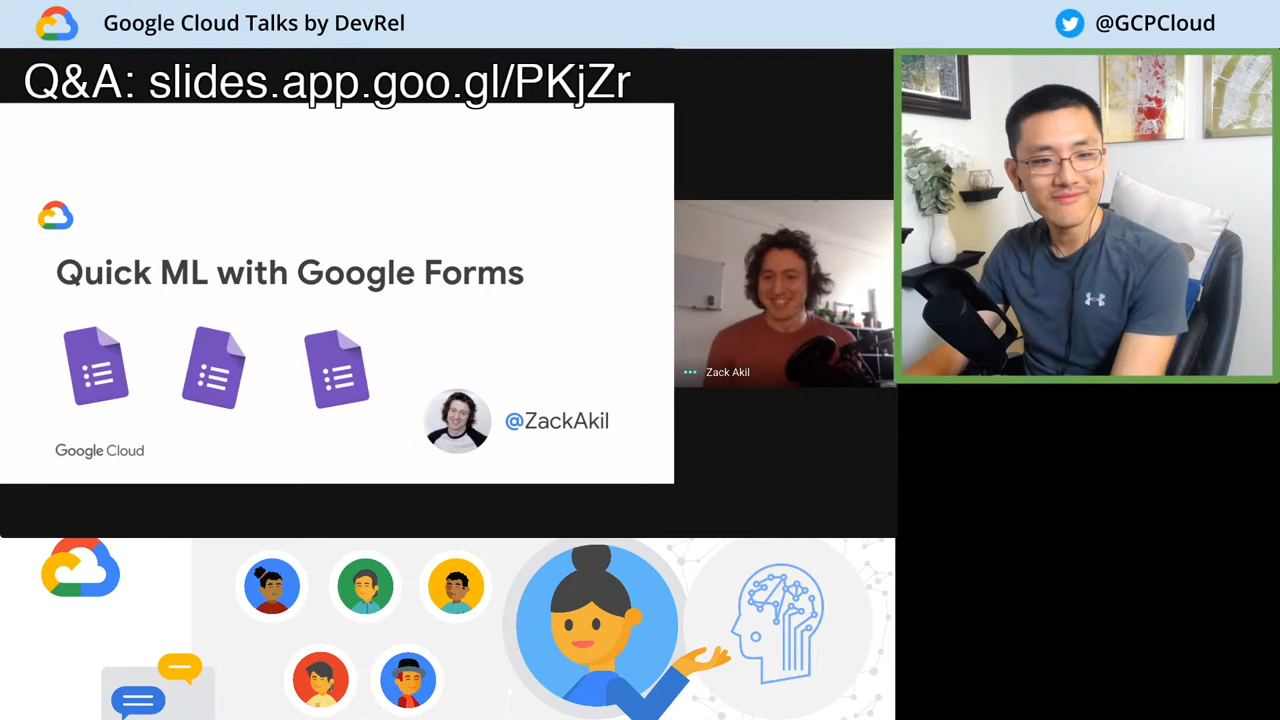 Google Cloud Talks by DevRel
@GCPCloud
Q&A: slides.app.goo.gl/PKjZr
Quick ML with Google Forms
@ZackAkil
Google Cloud
Zack Akil